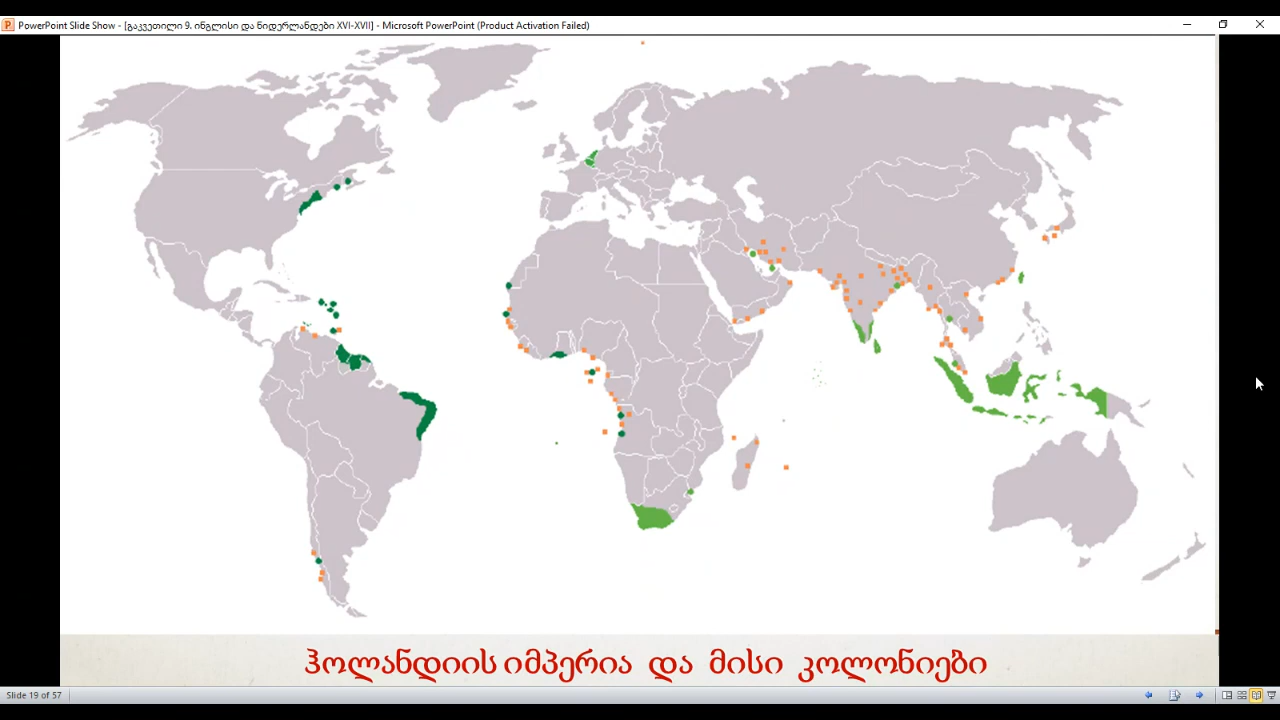 PowerPoint Slide Show - [გაკვეთილი 9. ინგლისი და ნიდერლანდები XVI-XVII] - Microsoft PowerPoint (Product Activation Failed)
ჰოლანდიის იმპერია და მისი კოლონიები
Slide 19 of 57